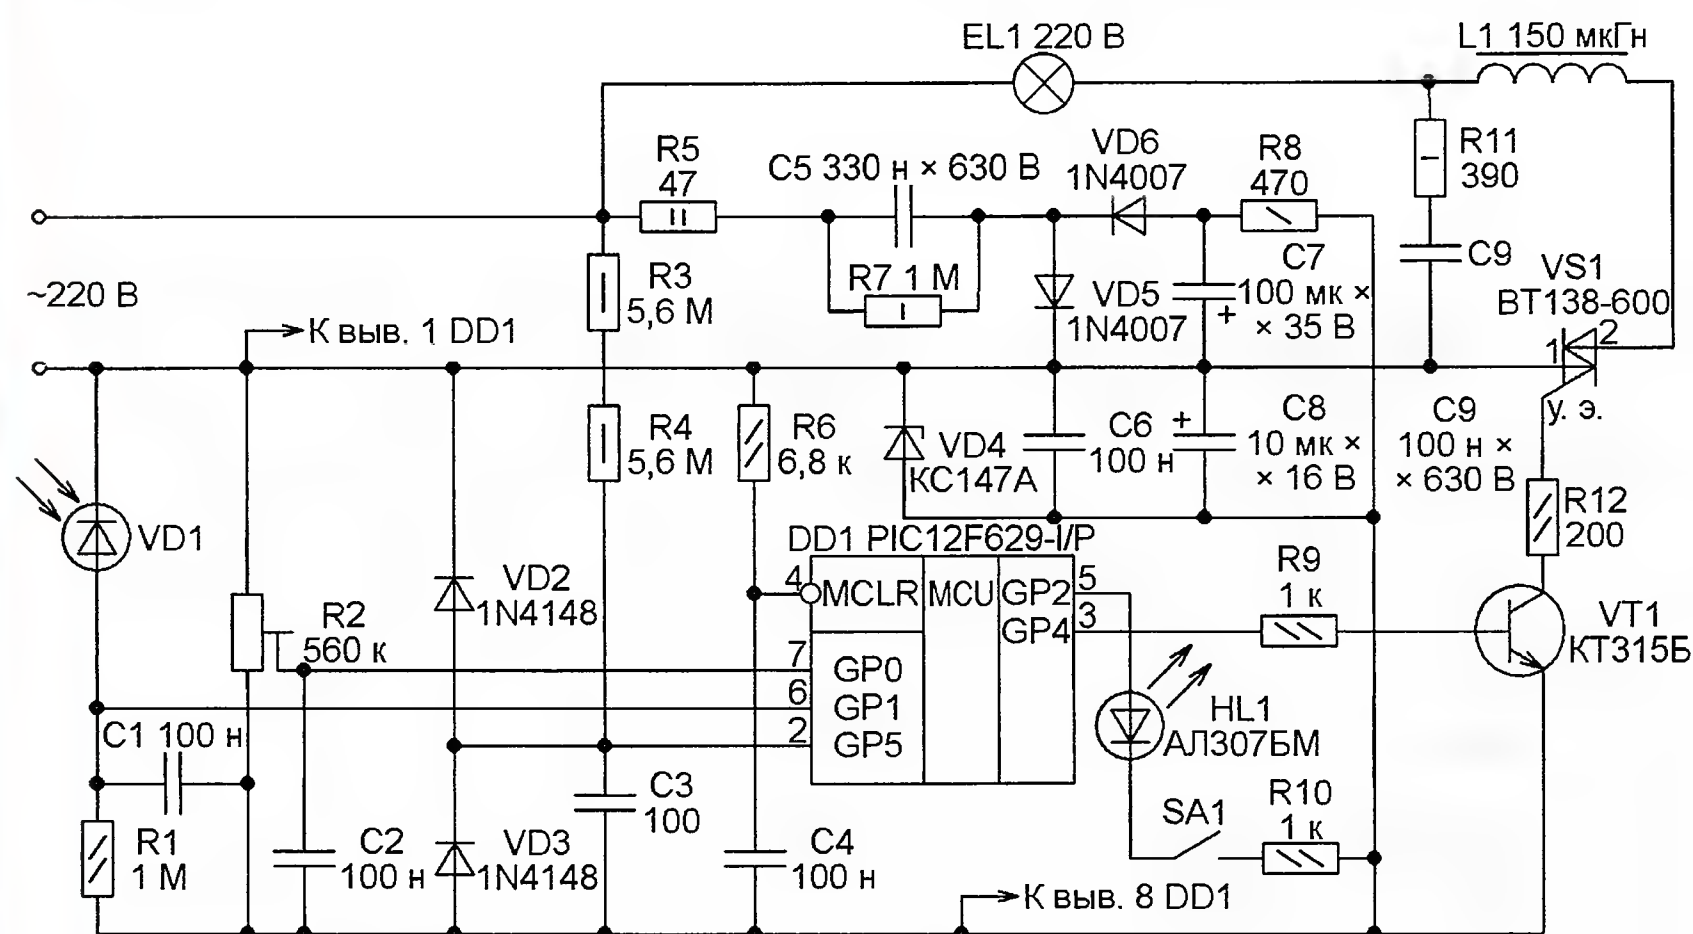 EL1 220 В
L1 150 мкГн
R5
47
C5 330 н × 630 В
VD6
1N4007
R8
470
R11
390
~220 В
R3
5,6 М
R7 1 М
VD5
1N4007
C7
100 мк ×
× 35 В
+
C9
VS1
BT138-600
1
2
у. э.
К выв. 1 DD1
R4
5,6 М
R6
6,8 к
VD4
КС147А
C6
100 н
+
C8
10 мк ×
× 16 В
C9
100 н ×
× 630 В
R12
200
VD1
DD1 PIC12F629-I/P
VD2
1N4148
R2
560 к
4
MCLR
MCU
GP2
5
GP4
3
7
GP0
6
GP1
2
GP5
R9
1 к
VT1
КТ315Б
HL1
АЛ307БМ
C1 100 н
R1
1 М
C2
100 н
VD3
1N4148
C3
100
C4
100 н
SA1
R10
1 к
К выв. 8 DD1